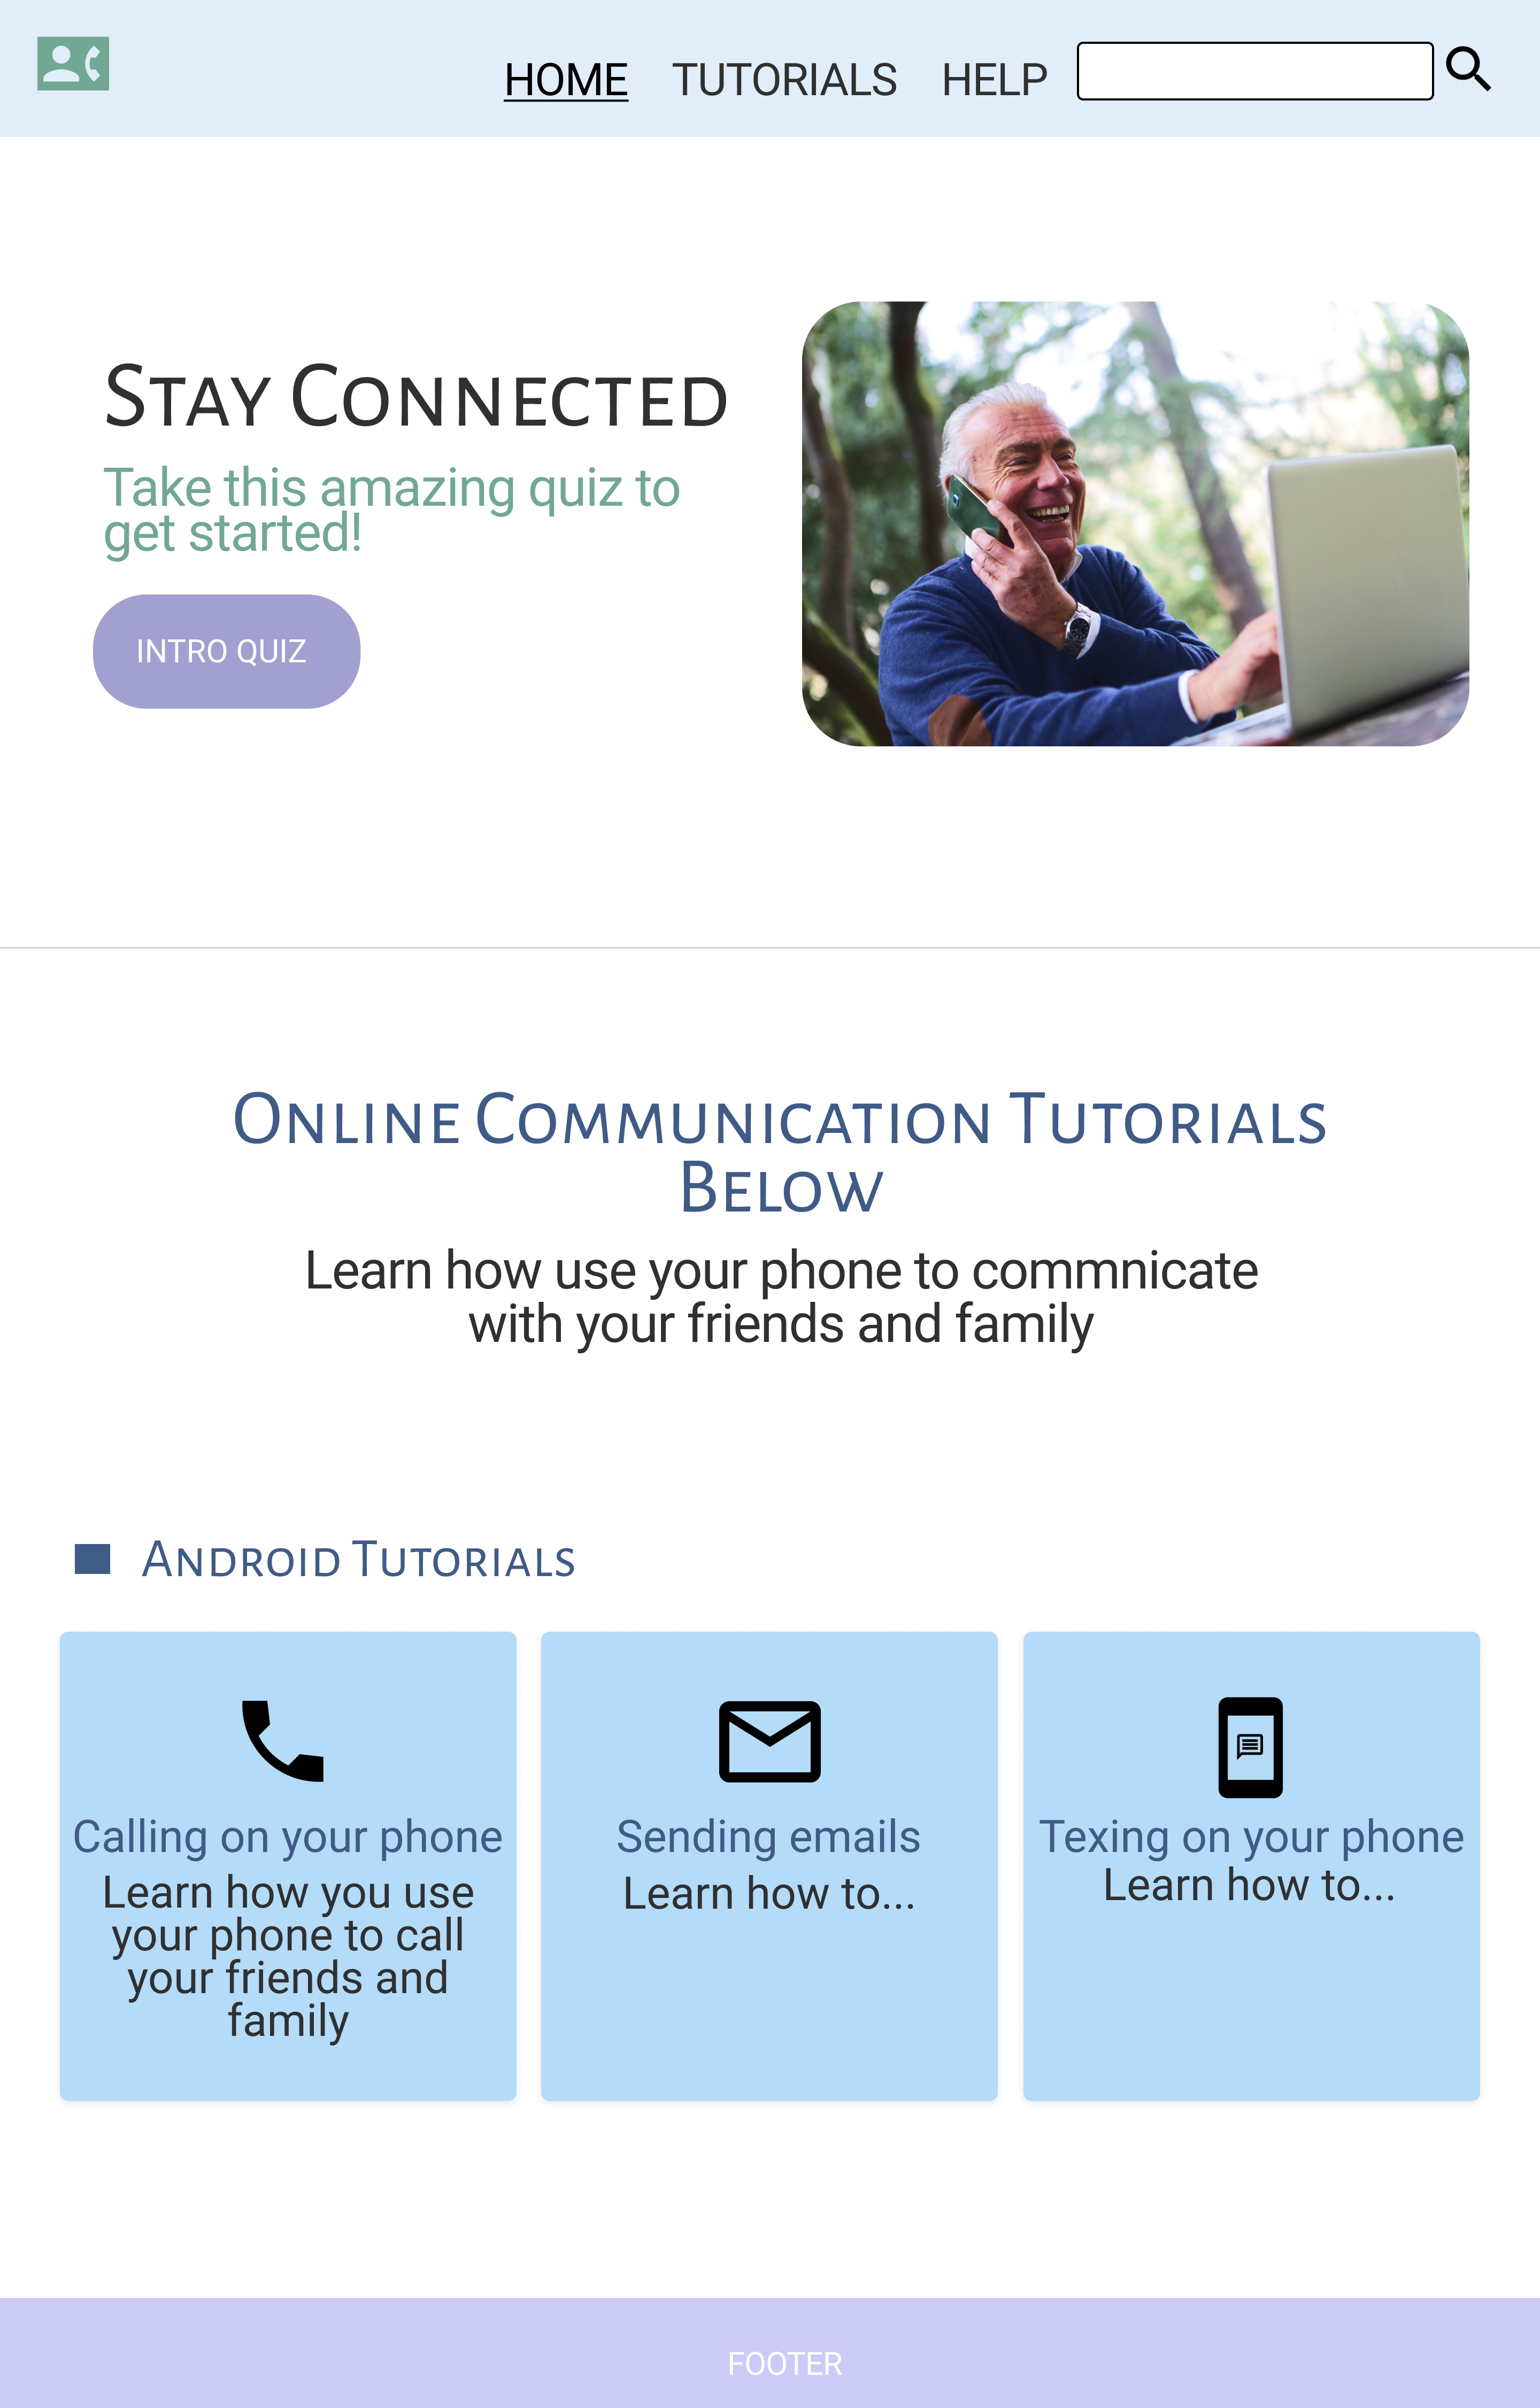 HOME TUTORIALS HELP
Stay Connected
Take this amazing quiz to
get started!
INTRO QUIZ
Online Communication Tutorials
Below
Learn how use your phone to commnicate
with your friends and family
Android Tutorials
Calling on your phone
Learn how you use
your phone to call
your friends and
family
Sending emails
Learn how to...
Texing on your phone
Learn how to...
FOOTER